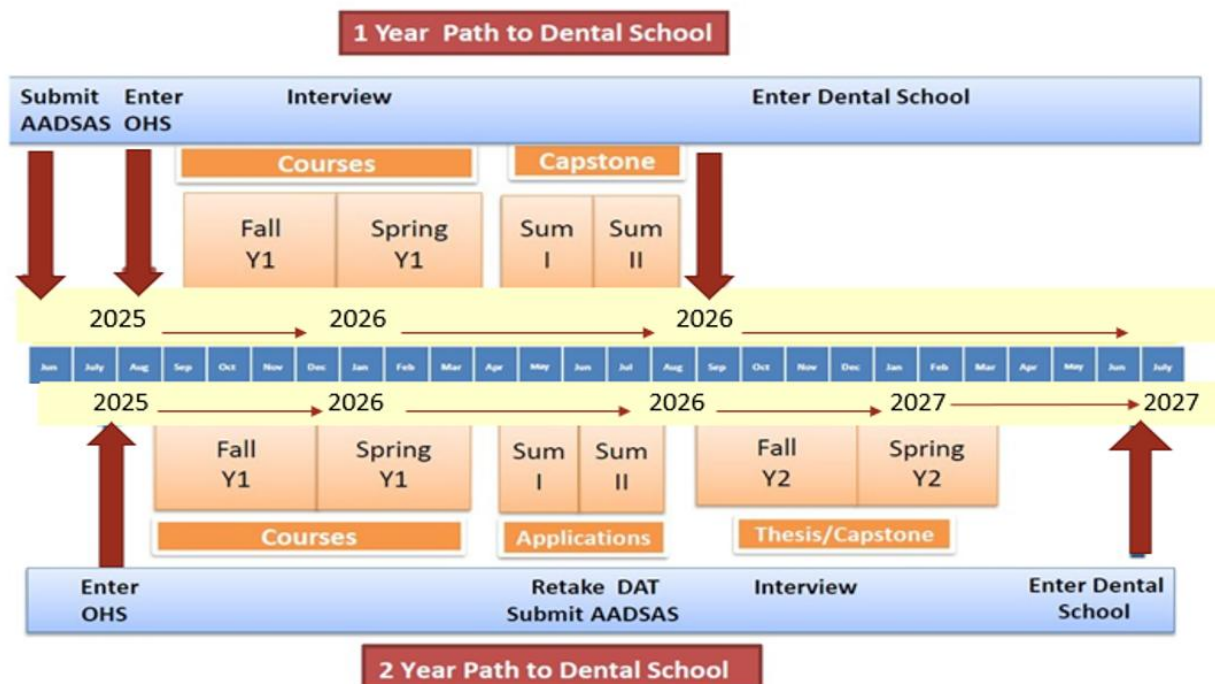 1 Year Path to Dental School
Submit Enter Interview Enter Dental School
AADSAS OHS
Courses Capstone
Fall Spring Sum Sum
Y1 Y1 I II
2025 2026 2026
Jun July Aug Sep Oct Nov Dec Jan Feb Mar Apr May Jun Jul Aug Sep Oct Nov Dec Jan Feb Mar Apr May Jun July
2025 2026 2026 2027 2027
Fall Spring Sum Sum Fall Spring
Y1 Y1 I II Y2 Y2
Courses Applications Thesis/Capstone
Enter Retake DAT Interview Enter Dental
OHS Submit AADSAS School
2 Year Path to Dental School